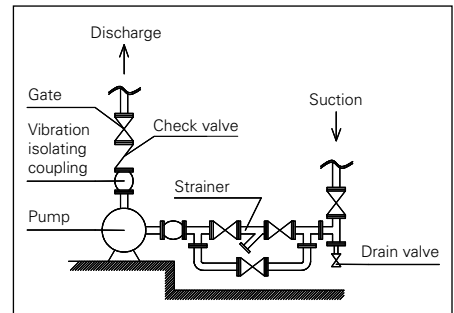 Discharge
Gate
Suction
Vibration
isolating
coupling
Check valve
Strainer
Pump
Drain valve